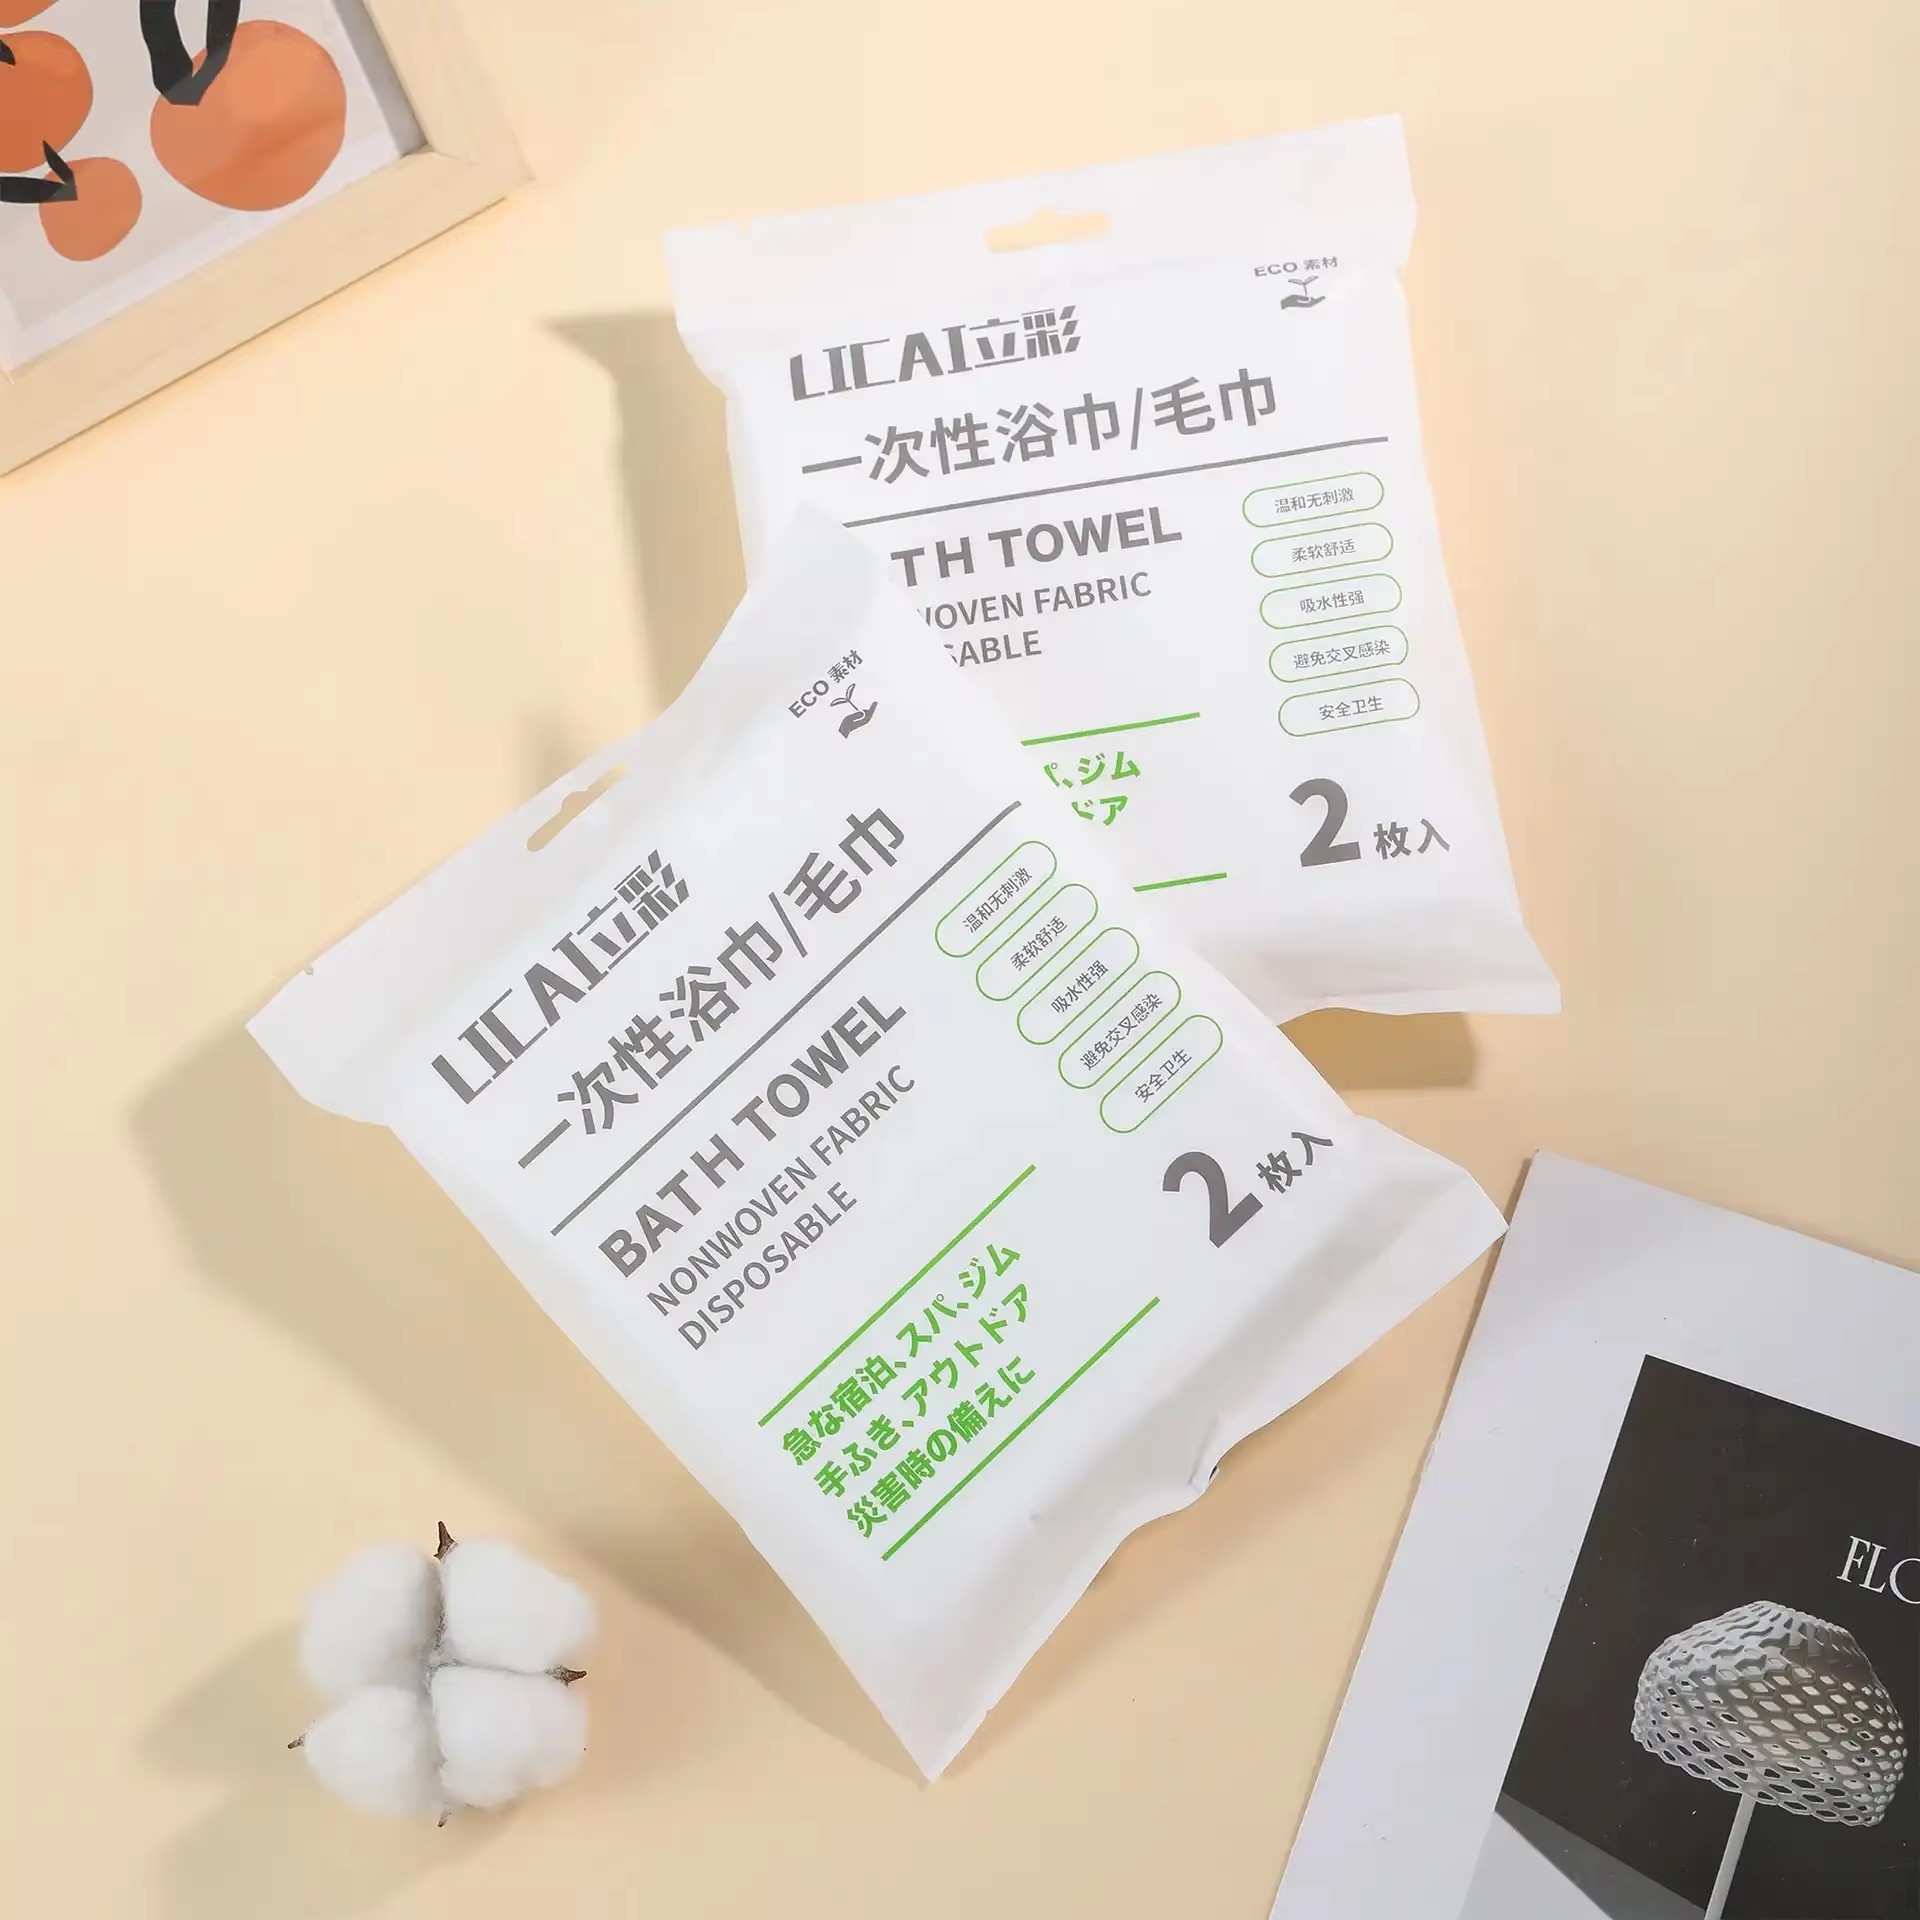 ECO 素材
LICAI立彩
一次性浴巾/毛巾
TH TOWEL
WOVEN FABRIC
SABLE
温和无刺激
柔软舒适
吸水性强
避免交叉感染
安全卫生
パ、ジム
ドア
2枚入
ECO 素材
LICAI立彩
一次性浴巾/毛巾
BATH TOWEL
NONWOVEN FABRIC
DISPOSABLE
温和无刺激
柔软舒适
吸水性强
避免交叉感染
安全卫生
急な宿泊、スパ、ジム
手ふき、アウトドア
災害時の備えに
2枚入
FLO